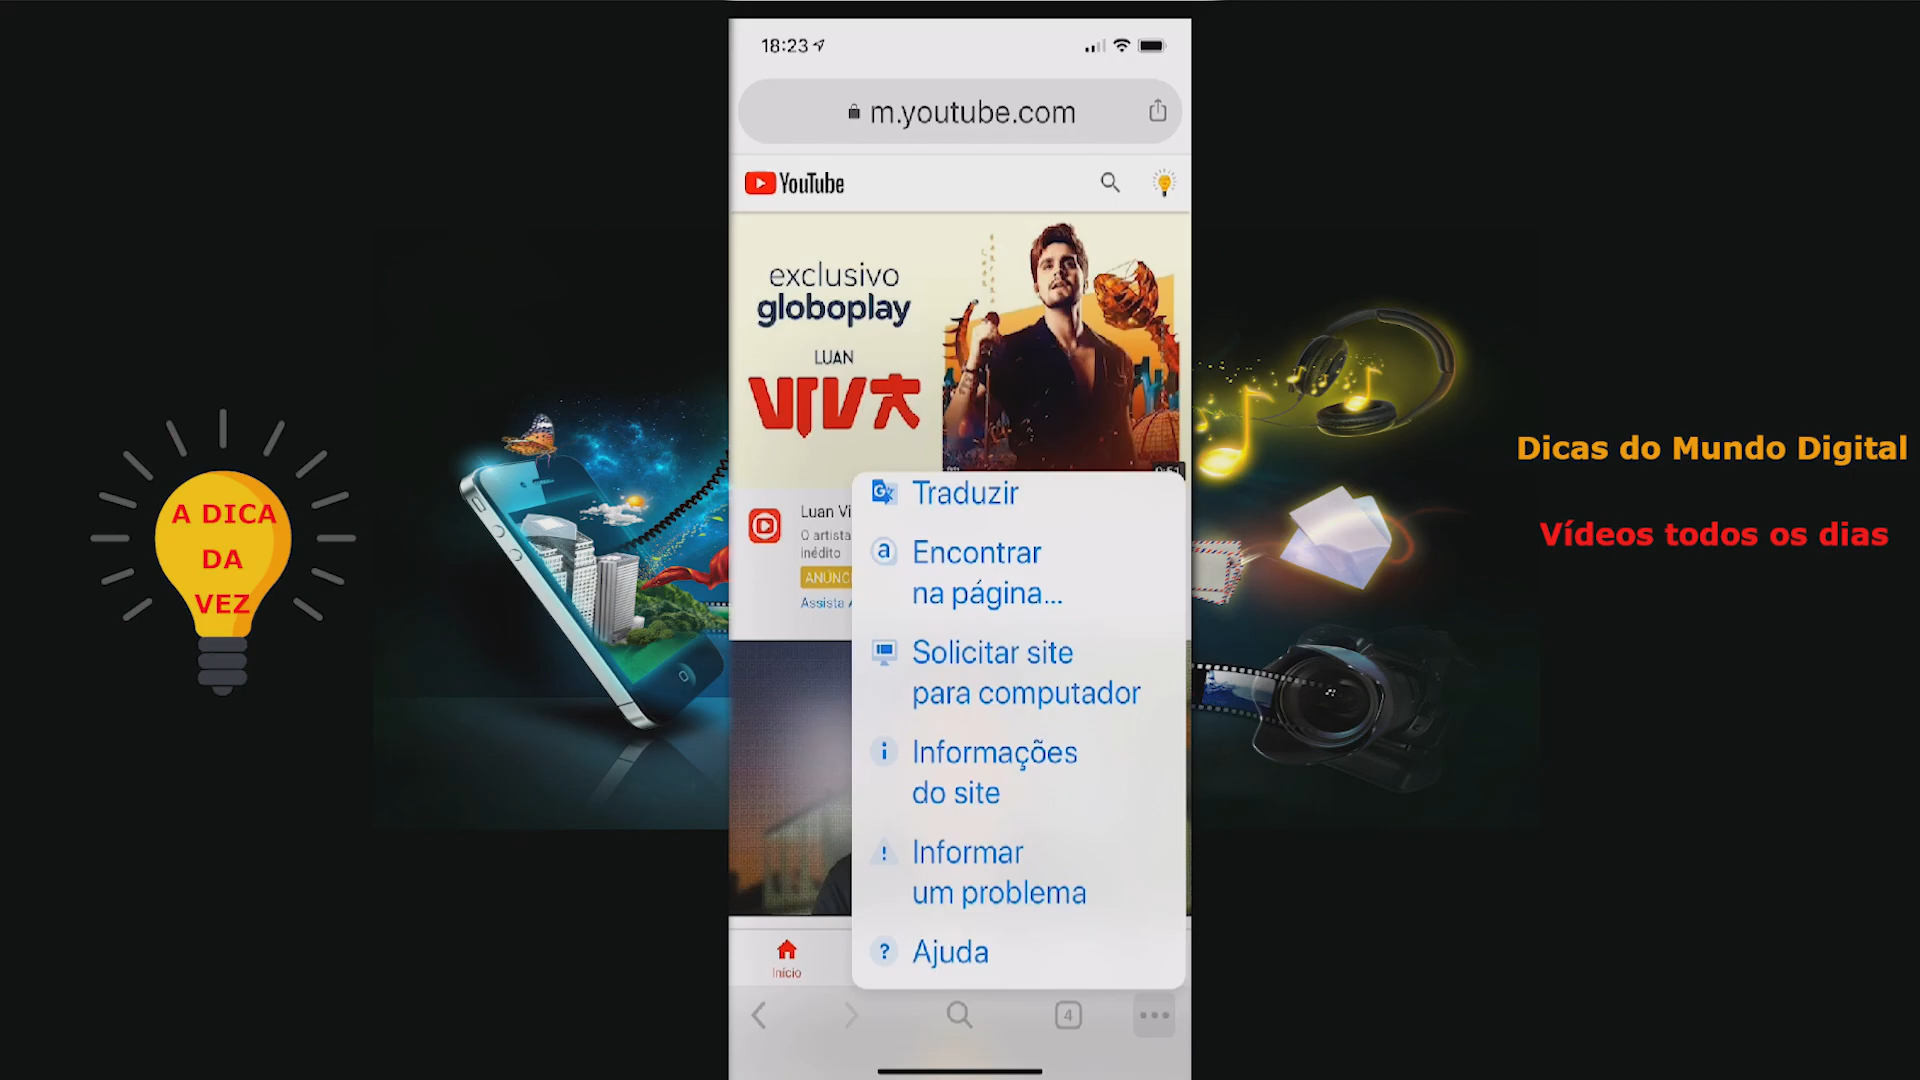 18:23
m.youtube.com
YouTube
exclusivo
globoplay
LUAN
VIVA
Luan Vi
O artista
inédito
ANÚNC
Assista
Traduzir
Encontrar
na página...
Solicitar site
para computador
Informações
do site
Informar
um problema
Ajuda
Início
4
A DICA
DA
VEZ
Dicas do Mundo Digital
Vídeos todos os dias